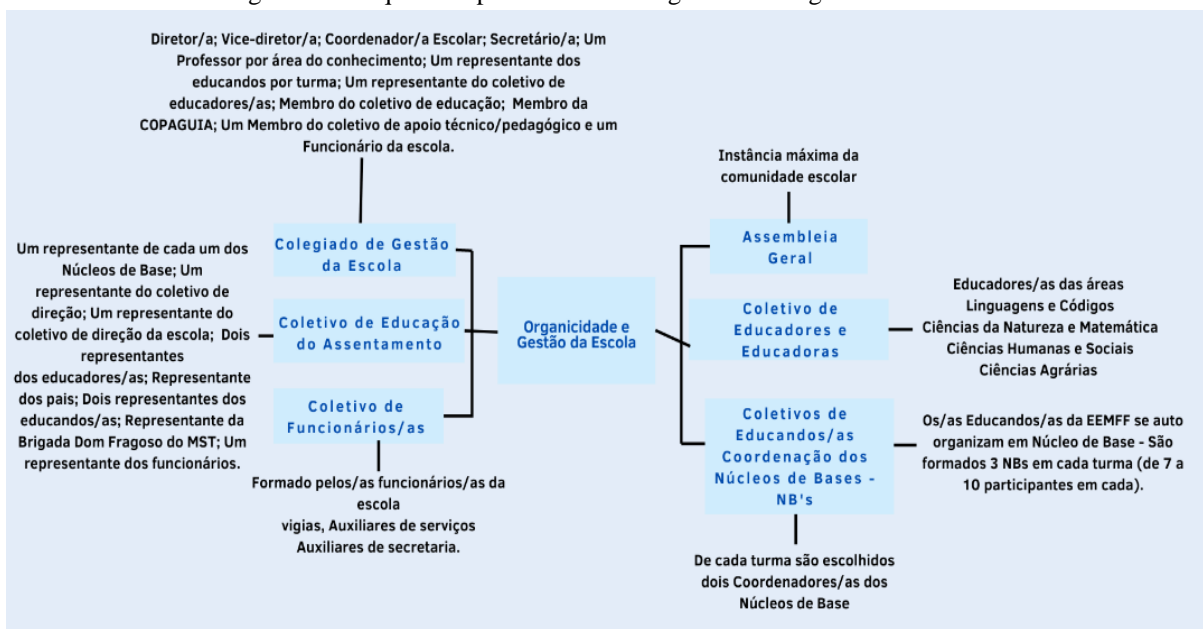 Diretor/a; Vice-diretor/a; Coordenador/a Escolar; Secretário/a; Um
Professor por área do conhecimento; Um representante dos
educandos por turma; Um representante do coletivo de
educadores/as; Membro do coletivo de educação; Membro da
COPAGUIA; Um Membro do coletivo de apoio técnico/pedagógico e um
Funcionário da escola.
Colegiado de Gestão
da Escola
Um representante de cada um dos
Núcleos de Base; Um
representante do coletivo de
direção; Um representante do
coletivo de direção da escola; Dois
representantes
dos educadores/as; Representante
dos pais; Dois representantes dos
educandos/as; Representante da
Brigada Dom Fragoso do MST; Um
representante dos funcionários.
Coletivo de Educação
do Assentamento
Coletivo de
Funcionários/as
Formado pelos/as funcionários/as da
escola
vigias, Auxiliares de serviços
Auxiliares de secretaria.
Organicidade e
Gestão da Escola
Instância máxima da
comunidade escolar
Assembleia
Geral
Coletivo de
Educadores e
Educadoras
Educadores/as das áreas
Linguagens e Códigos
Ciências da Natureza e Matemática
Ciências Humanas e Sociais
Ciências Agrárias
Coletivos de
Educandos/as
Coordenação dos
Núcleos de Bases -
NB's
Os/as Educandos/as da EEMFF se auto
organizam em Núcleo de Base - São
formados 3 NBs em cada turma (de 7 a
10 participantes em cada).
De cada turma são escolhidos
dois Coordenadores/as dos
Núcleos de Base